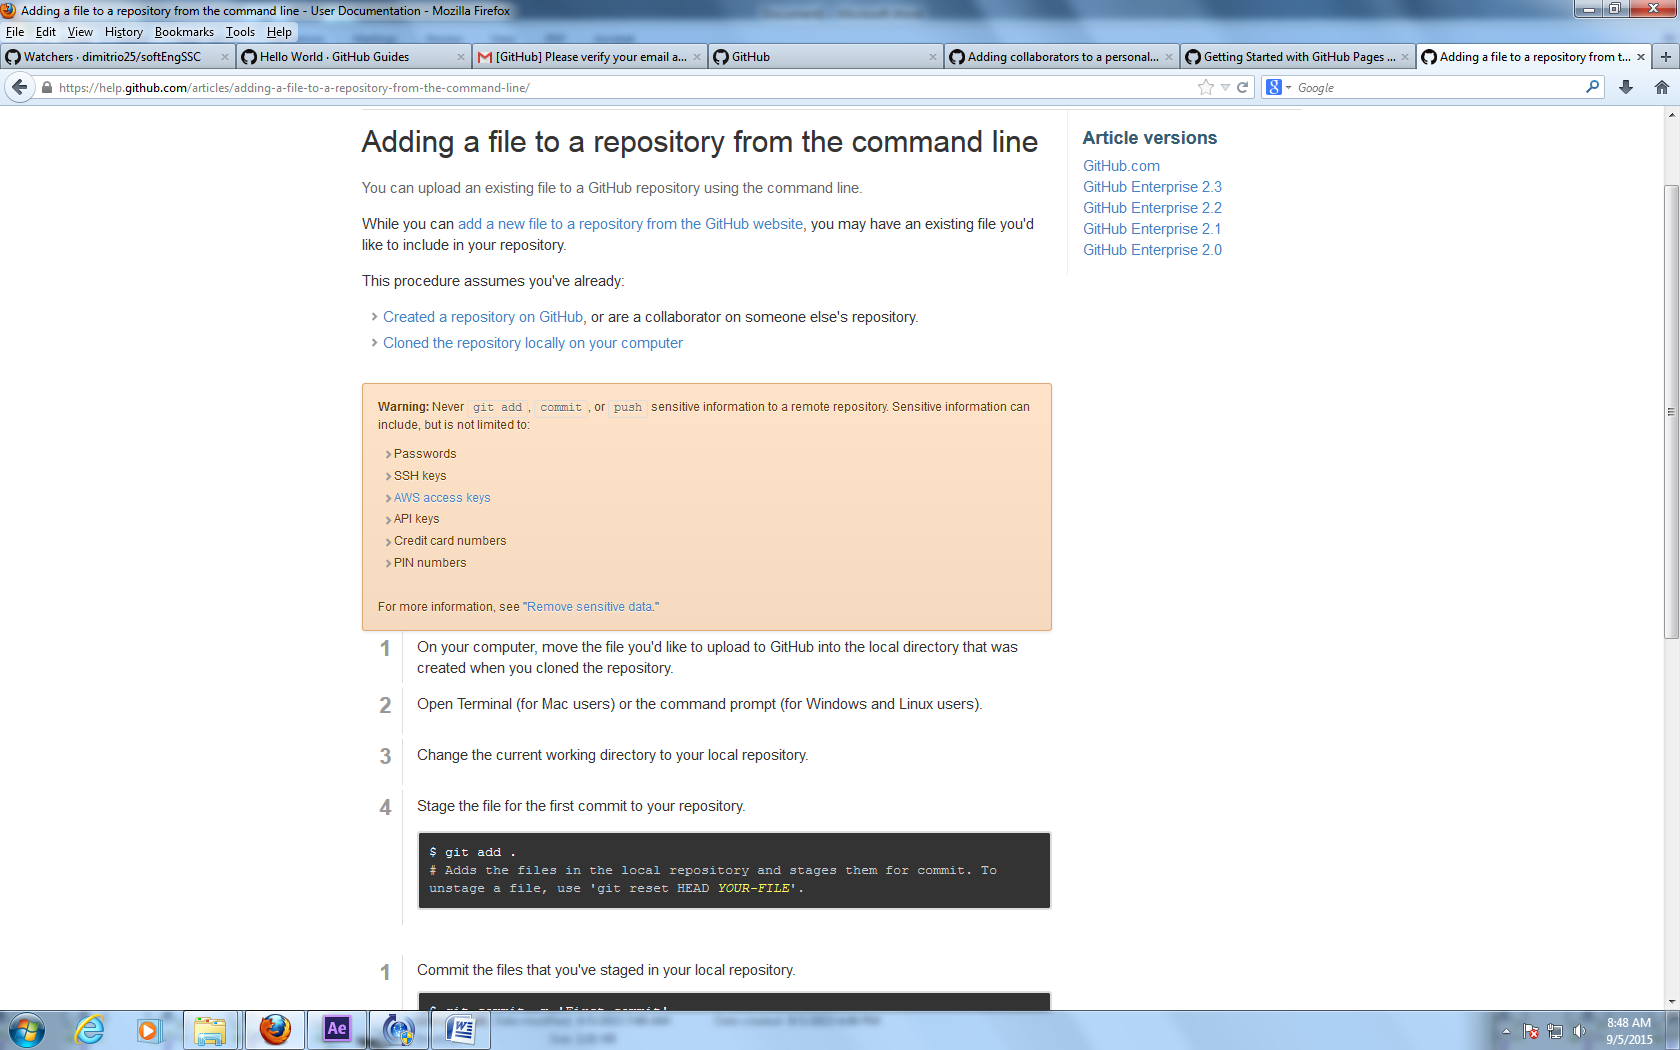 Adding a file to a repository from the command line - User Documentation - Mozilla Firefox
File Edit View History Bookmarks Tools Help
Watchers · dimitrio25/softEngSSC
Hello World · GitHub Guides
[GitHub] Please verify your email a...
GitHub
Adding collaborators to a personal...
Getting Started with GitHub Pages ...
Adding a file to a repository from t...
https://help.github.com/articles/adding-a-file-to-a-repository-from-the-command-line/
Google
Adding a file to a repository from the command line
You can upload an existing file to a GitHub repository using the command line.
While you can add a new file to a repository from the GitHub website, you may have an existing file you'd
like to include in your repository.
This procedure assumes you've already:
Created a repository on GitHub, or are a collaborator on someone else's repository.
Cloned the repository locally on your computer
Warning: Never git add, commit, or push sensitive information to a remote repository. Sensitive information can
include, but is not limited to:
Passwords
SSH keys
AWS access keys
API keys
Credit card numbers
PIN numbers
For more information, see "Remove sensitive data."
1 On your computer, move the file you'd like to upload to GitHub into the local directory that was
created when you cloned the repository.
2 Open Terminal (for Mac users) or the command prompt (for Windows and Linux users).
3 Change the current working directory to your local repository.
4 Stage the file for the first commit to your repository.
$ git add .
# Adds the files in the local repository and stages them for commit. To
unstage a file, use 'git reset HEAD YOUR-FILE'.
1 Commit the files that you've staged in your local repository.
$ git commit -m 'First commit'
Article versions
GitHub.com
GitHub Enterprise 2.3
GitHub Enterprise 2.2
GitHub Enterprise 2.1
GitHub Enterprise 2.0
Ae
W
8:48 AM
9/5/2015